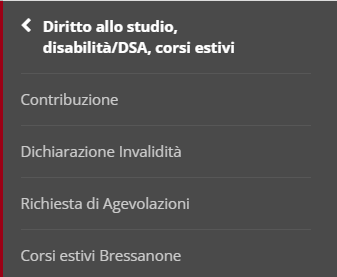 Diritto allo studio,
disabilità/DSA, corsi estivi
Contribuzione
Dichiarazione Invalidità
Richiesta di Agevolazioni
Corsi estivi Bressanone